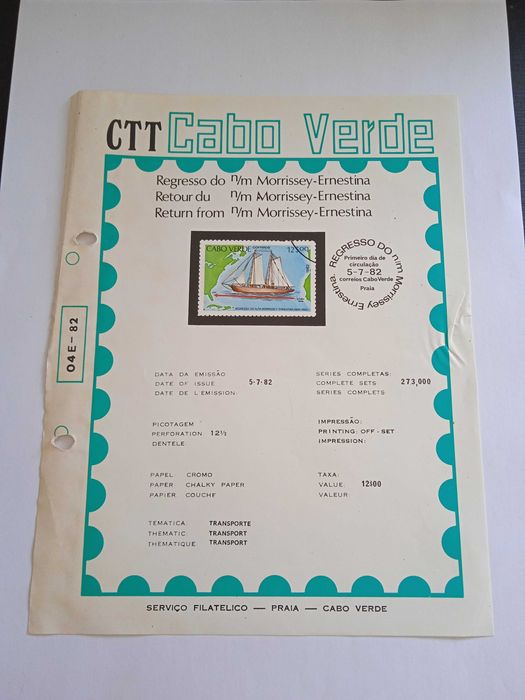 CTT Cabo Verde
Regresso do n/m Morrissey-Ernestina
Retour du n/m Morrissey-Ernestina
Return from n/m Morrissey-Ernestina
CABO VERDE CORREIOS 12$00
REGRESSO DO n/m Morrissey Ernestina
Primeiro dia de
circulação
5-7-82
correios Cabo Verde
Praia
04E-82
DATA DA EMISSÃO
DATE OF ISSUE 5-7-82
DATE DE L'EMISSION:
SERIES COMPLETAS:
COMPLETE SETS 273,000
SERIES COMPLETS
PICOTAGEM
PERFORATION 12½
DENTELE
IMPRESSÃO:
PRINTING: OFF-SET
IMPRESSION:
PAPEL CROMO
PAPER CHALKY PAPER
PAPIER COUCHE
TAXA:
VALUE: 12$00
VALEUR:
TEMATICA TRANSPORTE
THEMATIC: TRANSPORT
THEMATIQUE TRANSPORT
SERVIÇO FILATELICO — PRAIA — CABO VERDE